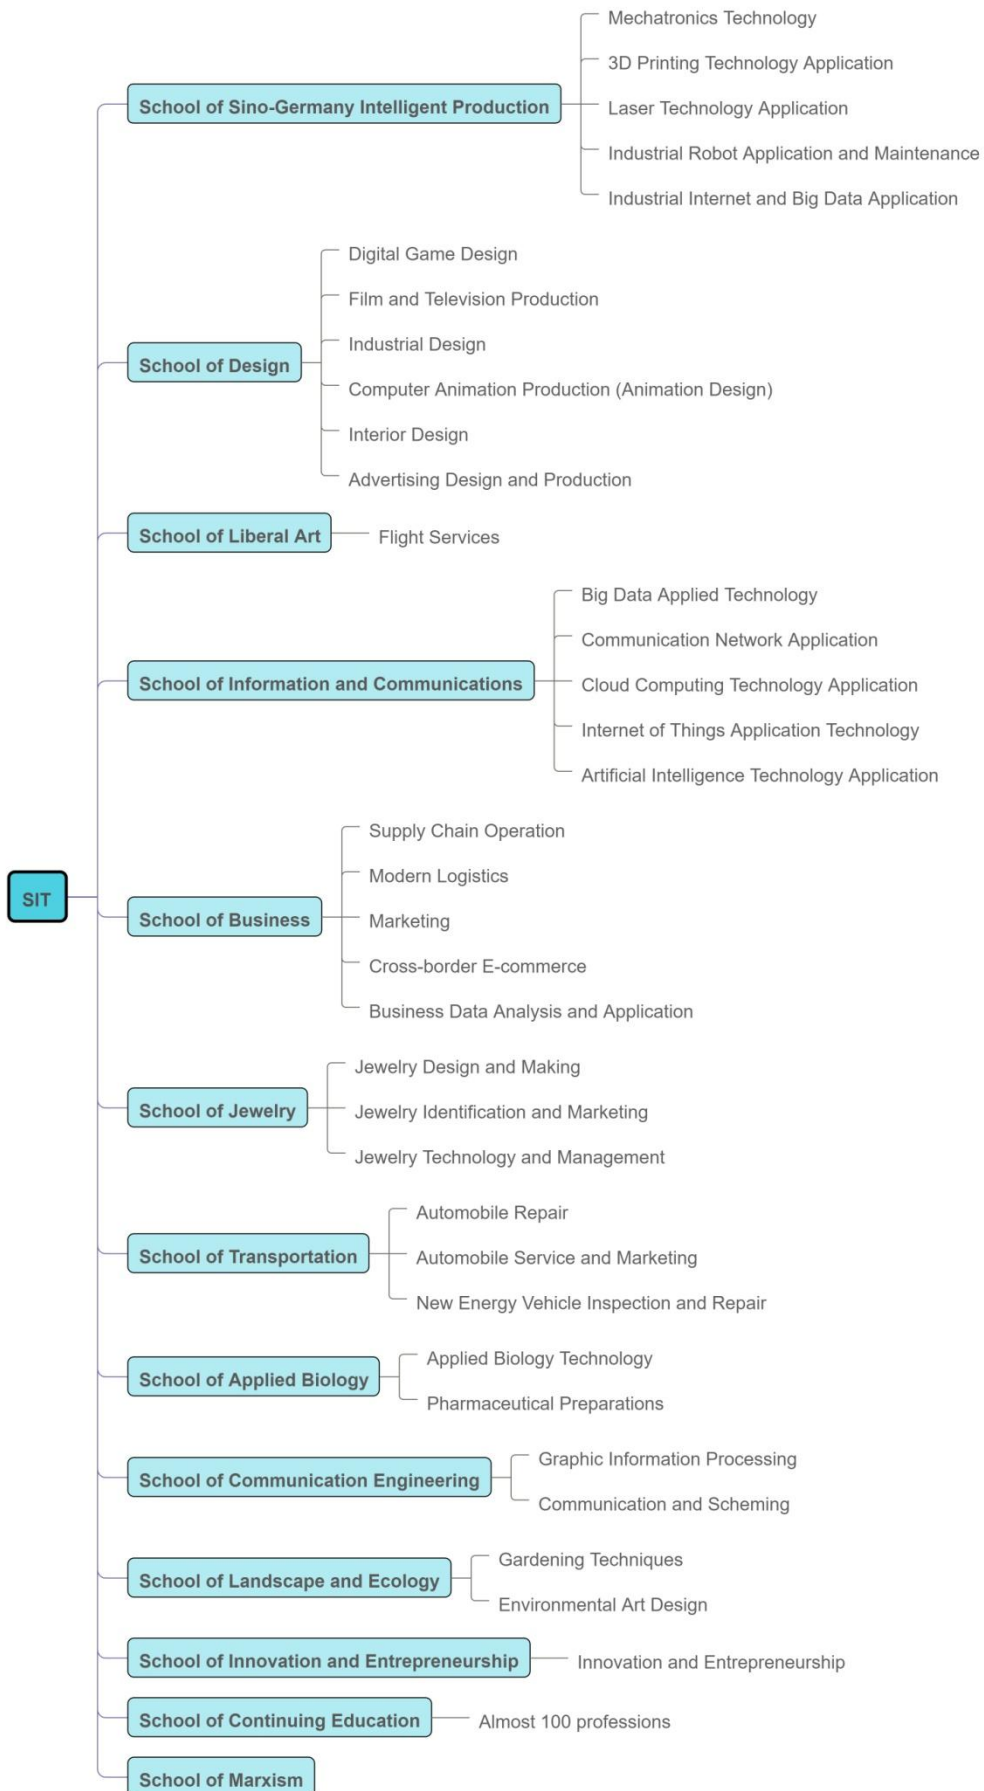 SIT
School of Sino-Germany Intelligent Production
Mechatronics Technology
3D Printing Technology Application
Laser Technology Application
Industrial Robot Application and Maintenance
Industrial Internet and Big Data Application
School of Design
Digital Game Design
Film and Television Production
Industrial Design
Computer Animation Production (Animation Design)
Interior Design
Advertising Design and Production
School of Liberal Art
Flight Services
School of Information and Communications
Big Data Applied Technology
Communication Network Application
Cloud Computing Technology Application
Internet of Things Application Technology
Artificial Intelligence Technology Application
School of Business
Supply Chain Operation
Modern Logistics
Marketing
Cross-border E-commerce
Business Data Analysis and Application
School of Jewelry
Jewelry Design and Making
Jewelry Identification and Marketing
Jewelry Technology and Management
School of Transportation
Automobile Repair
Automobile Service and Marketing
New Energy Vehicle Inspection and Repair
School of Applied Biology
Applied Biology Technology
Pharmaceutical Preparations
School of Communication Engineering
Graphic Information Processing
Communication and Scheming
School of Landscape and Ecology
Gardening Techniques
Environmental Art Design
School of Innovation and Entrepreneurship
Innovation and Entrepreneurship
School of Continuing Education
Almost 100 professions
School of Marxism